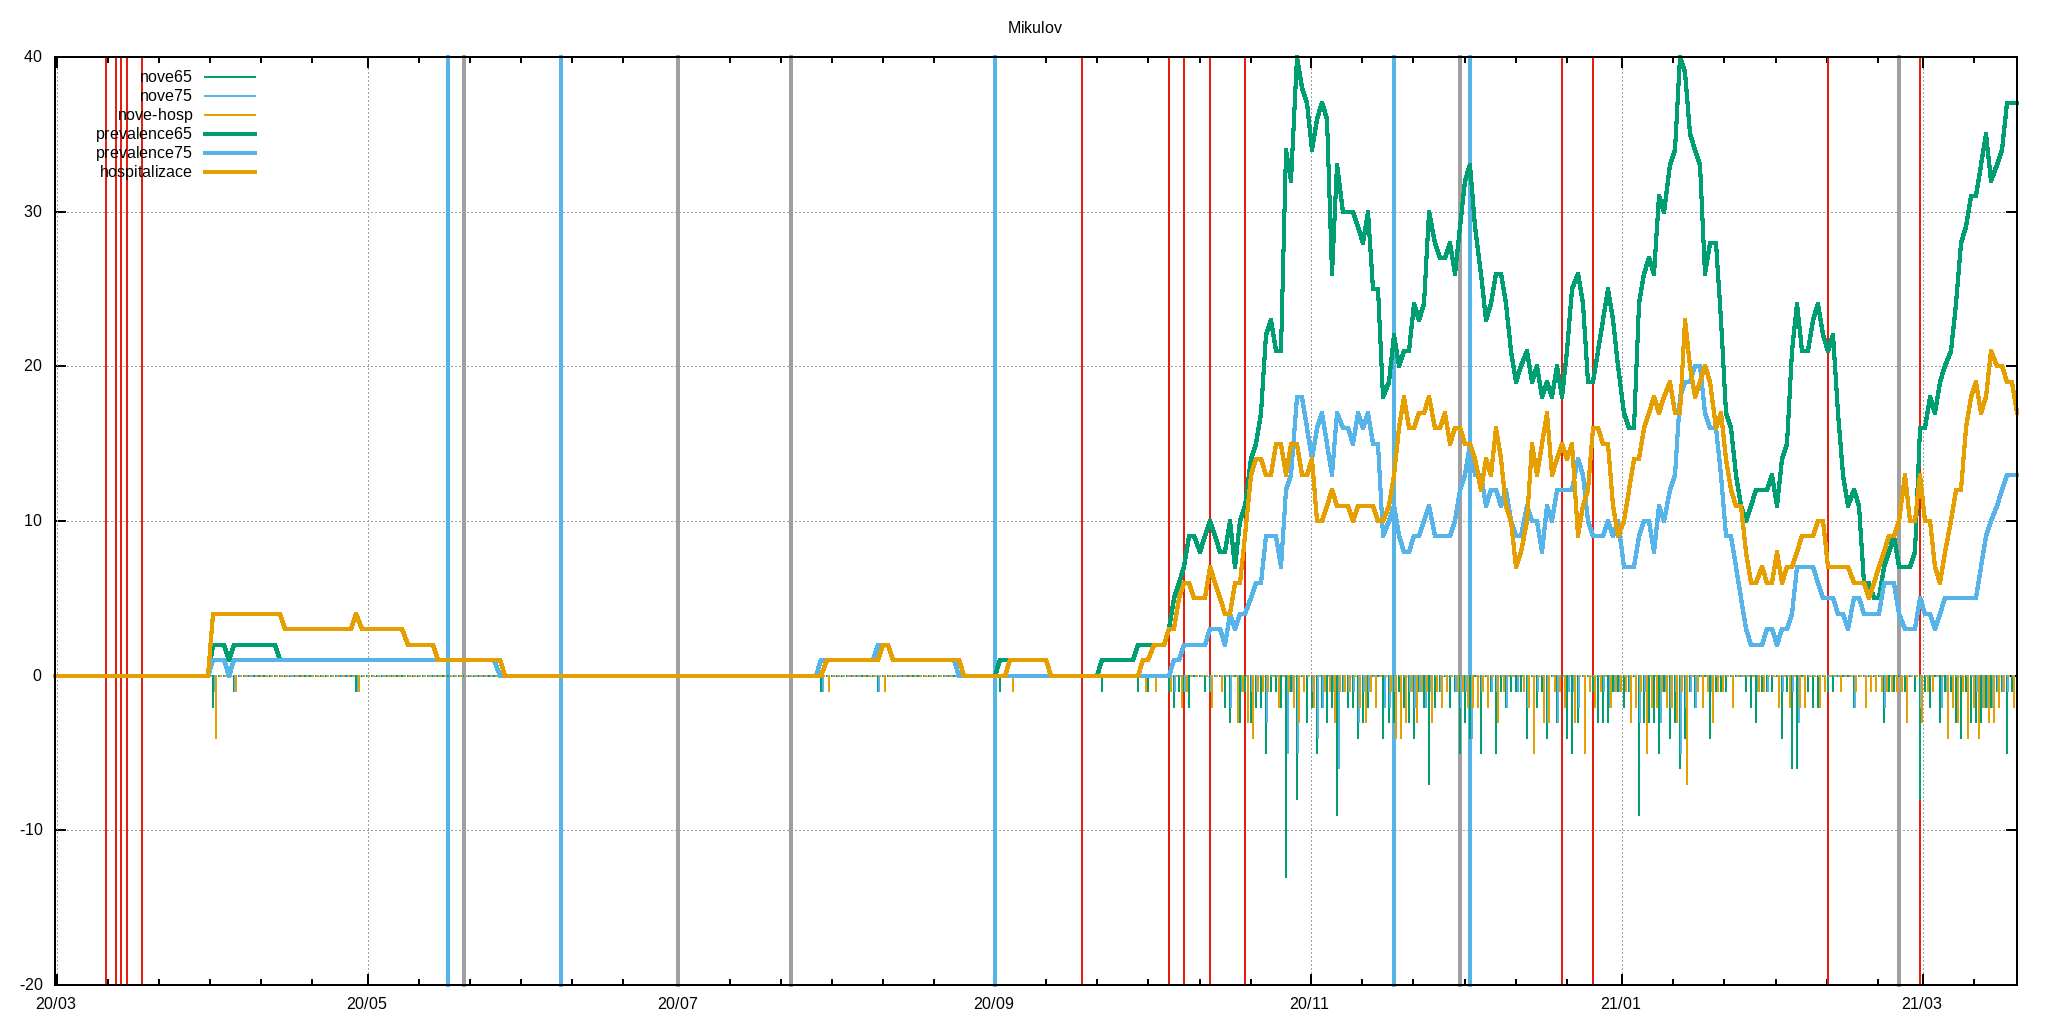 Mikulov
40
nove65
nove75
nove-hosp
prevalence65
prevalence75
hospitalizace
30
20
10
0
-10
-20
20/03 20/05 20/07 20/09 20/11 21/01 21/03